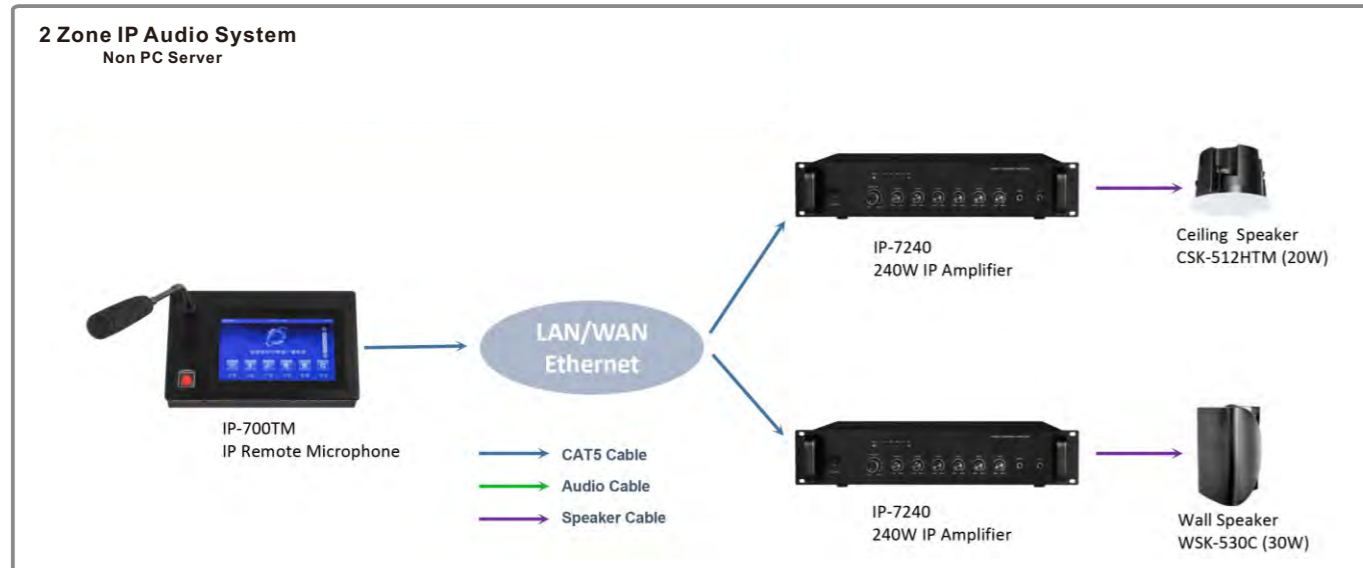 2 Zone IP Audio System
Non PC Server
IP-7240
240W IP Amplifier
Ceiling Speaker
CSK-512HTM (20W)
LAN/WAN
Ethernet
IP-700TM
IP Remote Microphone
CAT5 Cable
Audio Cable
Speaker Cable
IP-7240
240W IP Amplifier
Wall Speaker
WSK-530C (30W)